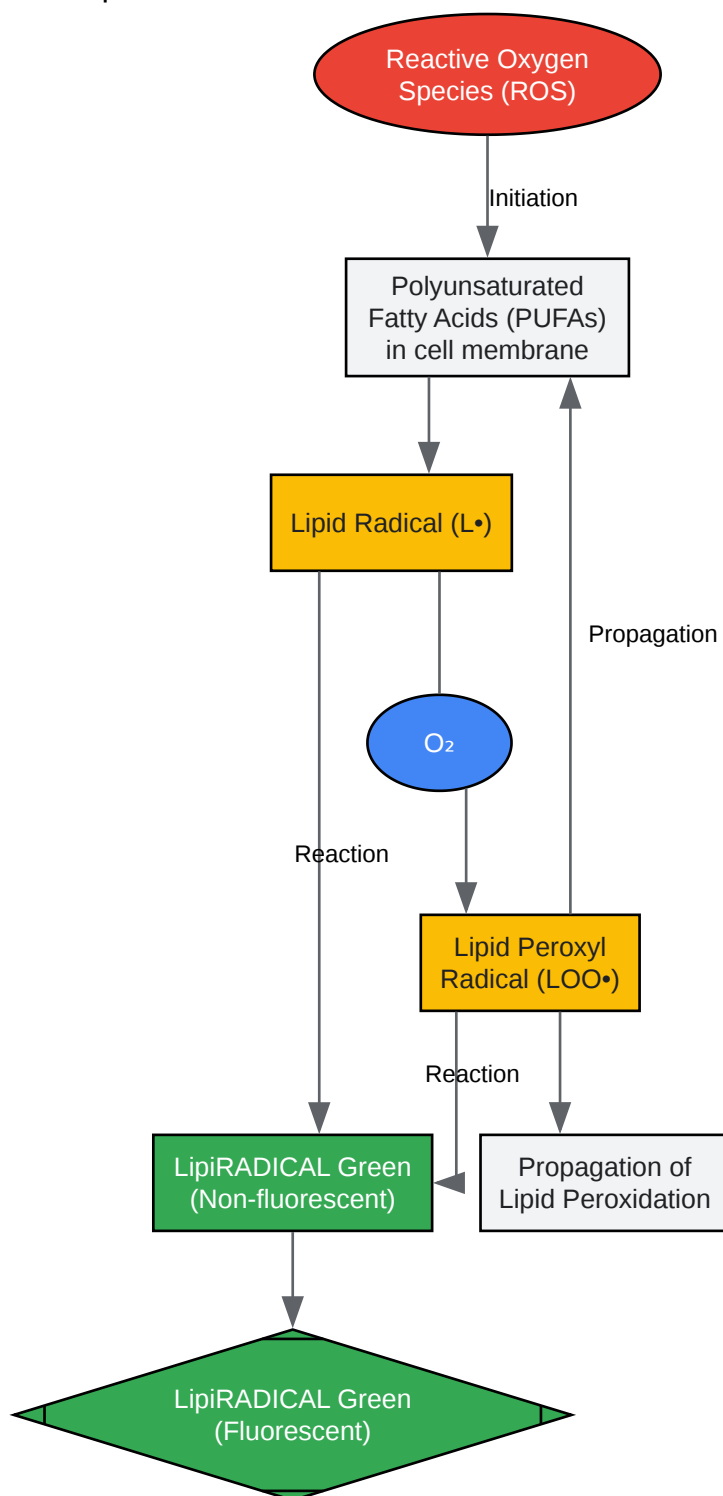 Reactive Oxygen
Species (ROS)
Initiation
Polyunsaturated
Fatty Acids (PUFAs)
in cell membrane
Lipid Radical (L•)
Propagation
O₂
Reaction
Lipid Peroxyl
Radical (LOO•)
Reaction
LipiRADICAL Green
(Non-fluorescent)
Propagation of
Lipid Peroxidation
LipiRADICAL Green
(Fluorescent)